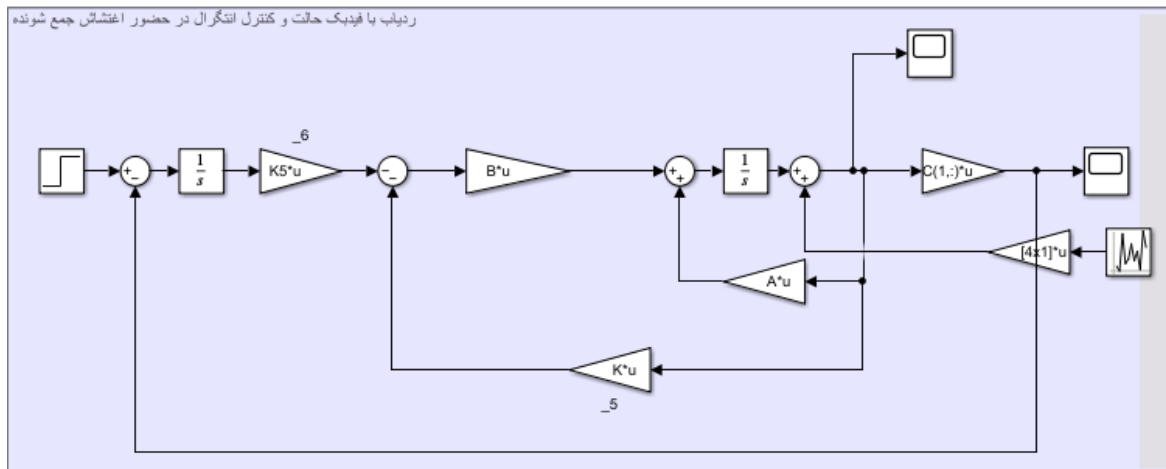 ردیاب با فیدبک حالت و کنترل انتگرال در حضور اغتشاش جمع شونده
_6
1
s
K5*u
B*u
1
s
C(1,:)*u
[4x1]*u
A*u
K*u
_5